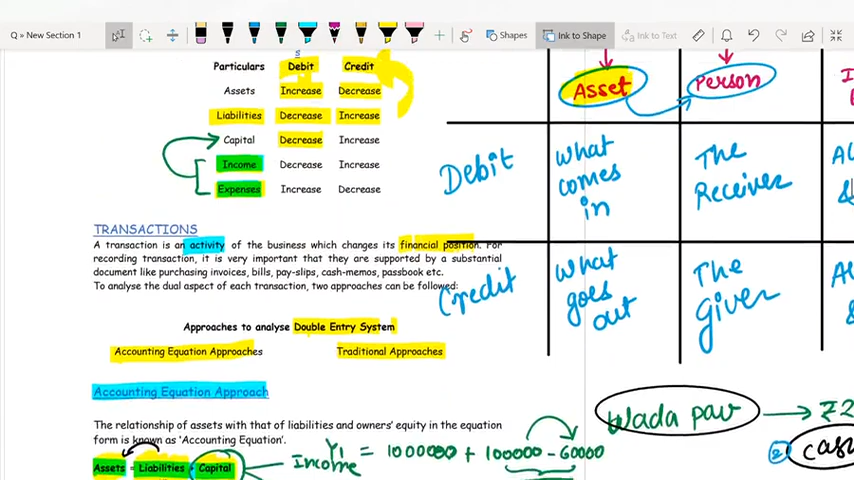 New Section 1
Shapes
Ink to Shape
Ink to Text
Particulars Debit Credit
Assets Increase Decrease
Liabilities Decrease Increase
Capital Decrease Increase
Income Decrease Increase
Expenses Increase Decrease
TRANSACTIONS
A transaction is an activity of the business which changes its financial position. For
recording transaction, it is very important that they are supported by a substantial
document like purchasing invoices, bills, pay-slips, cash-memos, passbook etc.
To analyse the dual aspect of each transaction, two approaches can be followed:
Approaches to analyse Double Entry System
Accounting Equation Approaches Traditional Approaches
Accounting Equation Approach
The relationship of assets with that of liabilities and owners' equity in the equation
form is known as 'Accounting Equation'.
Assets = Liabilities Capital
Income
= 1000000 + 100000 - 60000
Asset Person
Debit
What
comes
in
The
Receiver
Credit
What
goes
out
The
Giver
Wada pav
cash